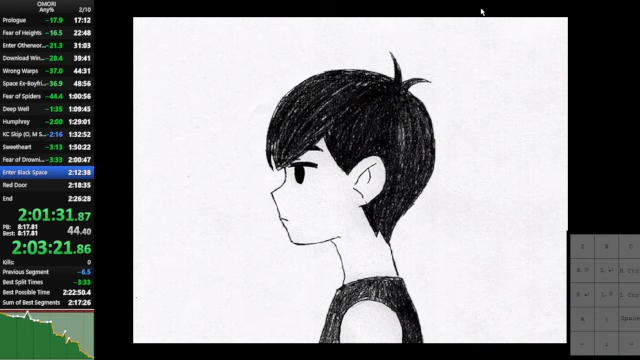 OMORI
Any% 2/10
Prologue -17.9 17:12
Fear of Heights -16.5 22:48
Enter Otherwor... -21.3 31:03
Download Win... -28.4 39:41
Wrong Warps -37.0 44:31
Space Ex-Boyfri... -36.9 48:56
Fear of Spiders -44.4 1:00:56
Deep Well -1:35 1:09:45
Humphrey -2:00 1:29:01
KC Skip (O, M S... -2:16 1:32:52
Sweetheart -3:13 1:50:22
Fear of Drowni... -3:33 2:00:47
Enter Black Space 2:12:38
Red Door 2:18:35
End 2:26:28
2:01:31.87
PB: 8:17.81 44.40
Best: 8:17.81
2:03:21.86
Kills: 0
Previous Segment -6.5
Best Split Times -3:33
Best Possible Time 2:22:50.4
Sum of Best Segments 2:17:26
Space